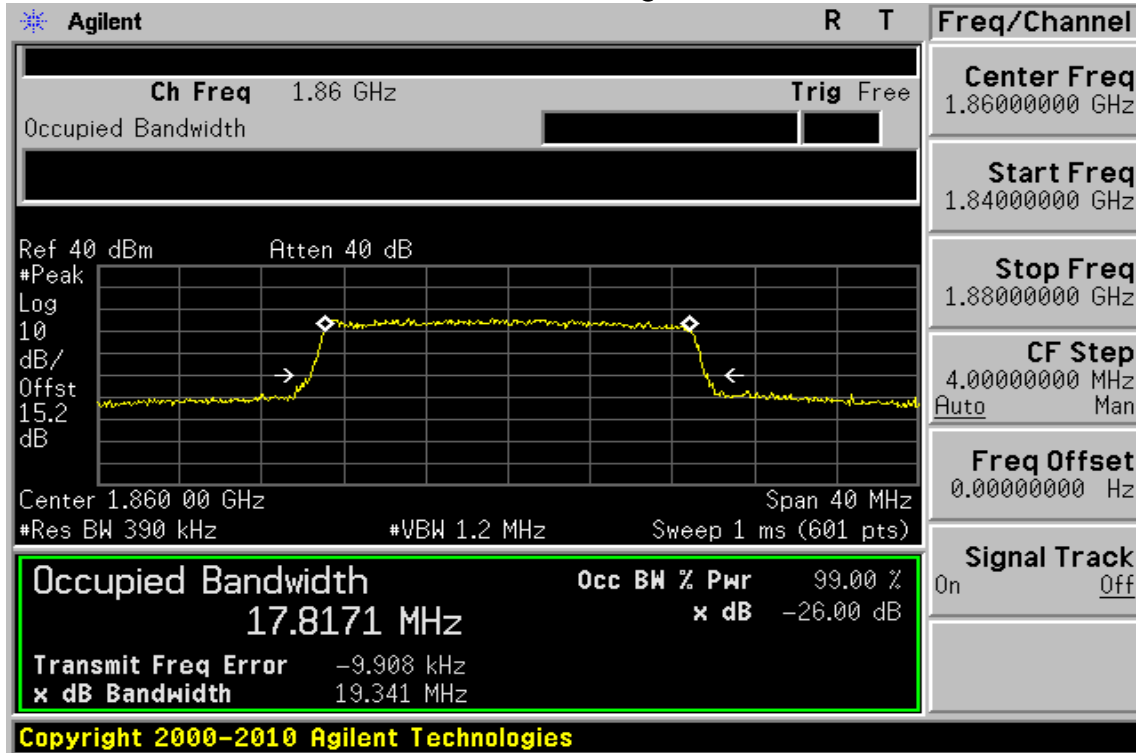 Agilent R T Freq/Channel
Ch Freq 1.86 GHz Trig Free
Occupied Bandwidth
Center Freq
1.86000000 GHz
Start Freq
1.84000000 GHz
Stop Freq
1.88000000 GHz
CF Step
4.00000000 MHz
Auto Man
Freq Offset
0.00000000 Hz
Signal Track
On Off
Ref 40 dBm Atten 40 dB
#Peak
Log
10
dB/
Offst
15.2
dB
Center 1.860 00 GHz Span 40 MHz
#Res BW 390 kHz #VBW 1.2 MHz Sweep 1 ms (601 pts)
Occupied Bandwidth Occ BW % Pwr 99.00 %
17.8171 MHz x dB -26.00 dB
Transmit Freq Error -9.908 kHz
x dB Bandwidth 19.341 MHz
Copyright 2000-2010 Agilent Technologies